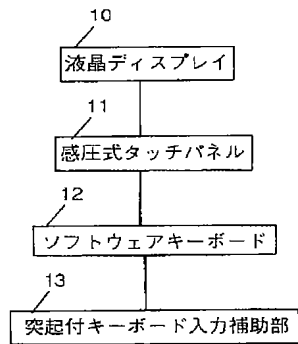 10
液晶ディスプレイ
11
感圧式タッチパネル
12
ソフトウェアキーボード
13
突起付キーボード入力補助部